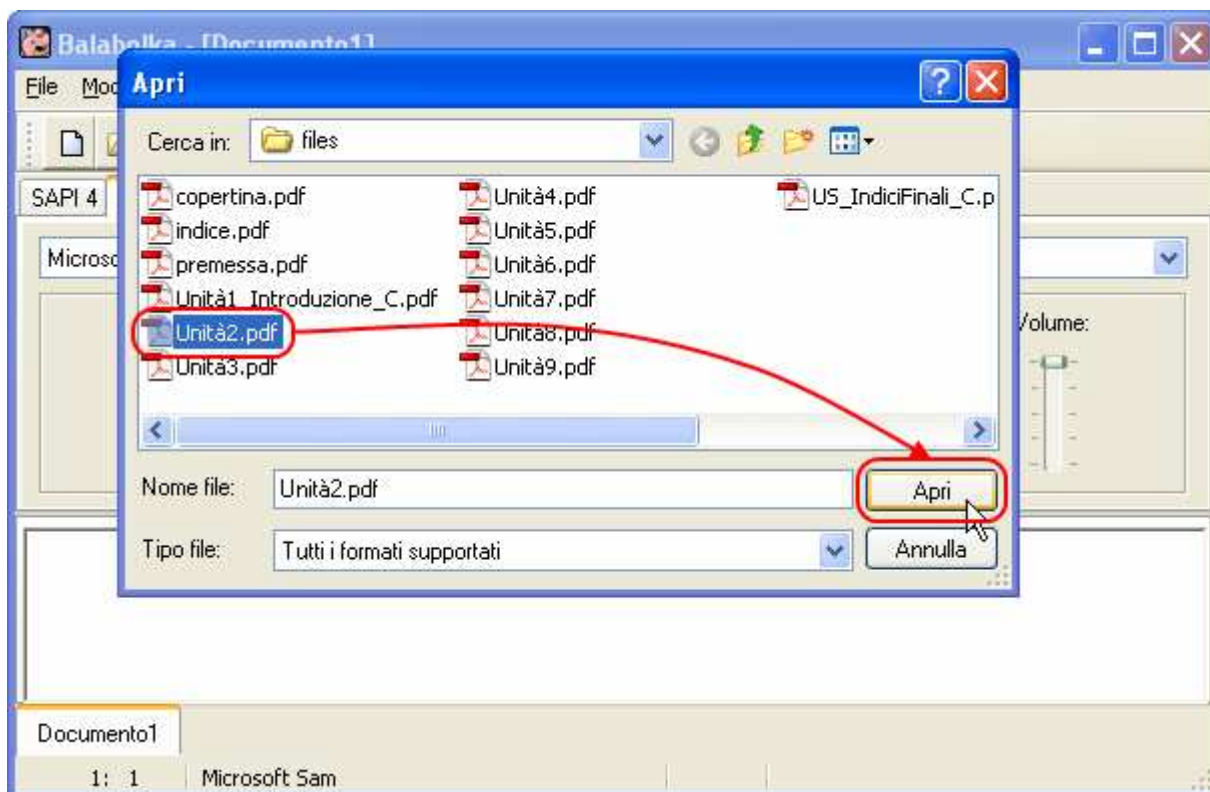 Balabolka - [Documento1]
File Mod
Apri
Cerca in: files
SAPI 4
copertina.pdf
indice.pdf
premessa.pdf
Unità1_Introduzione_C.pdf
Unità2.pdf
Unità3.pdf
Unità4.pdf
Unità5.pdf
Unità6.pdf
Unità7.pdf
Unità8.pdf
Unità9.pdf
US_IndiciFinali_C.p
Microso
Volume:
Nome file: Unità2.pdf Apri
Tipo file: Tutti i formati supportati Annulla
Documento1
1: 1 Microsoft Sam